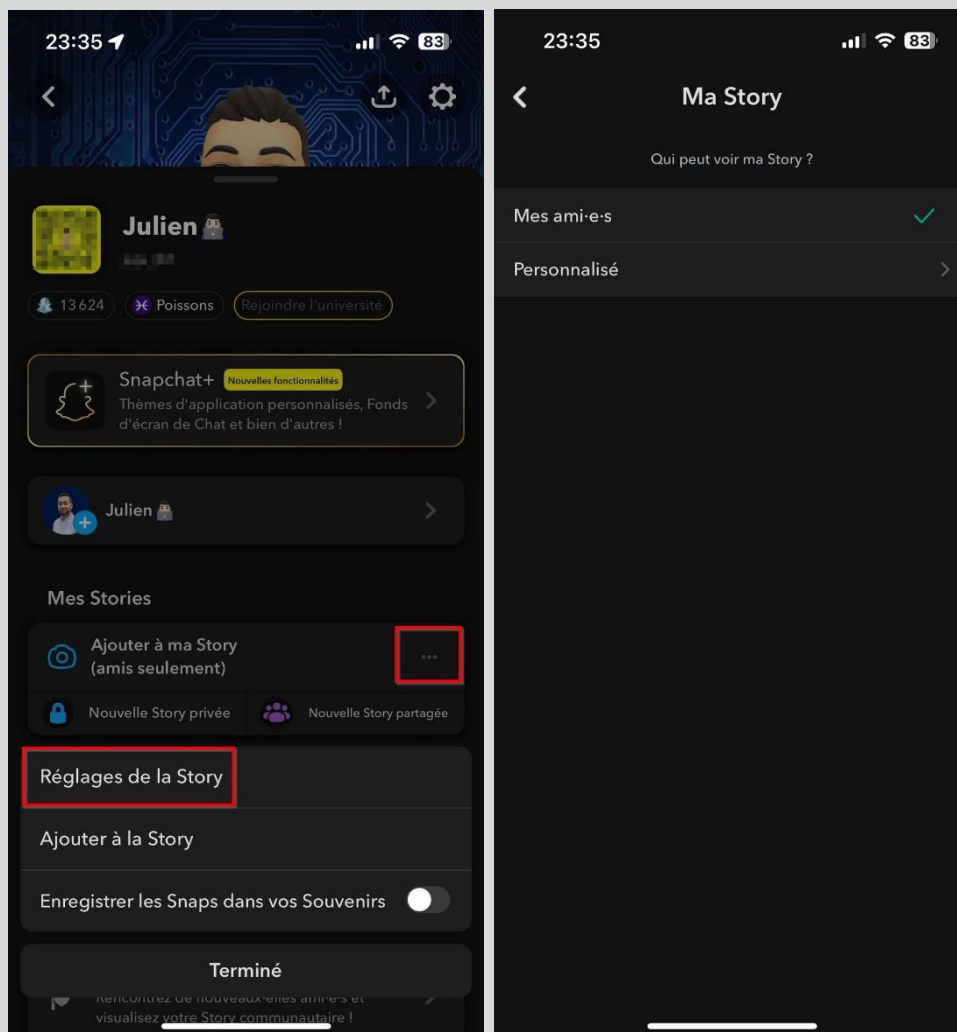 23:35
83
Julien
13 624
Poissons
Rejoindre l'université
Snapchat+ Nouvelles fonctionnalités
Thèmes d'application personnalisés, Fonds
d'écran de Chat et bien d'autres !
Julien
Mes Stories
Ajouter à ma Story
(amis seulement)
Nouvelle Story privée
Nouvelle Story partagée
Réglages de la Story
Ajouter à la Story
Enregistrer les Snaps dans vos Souvenirs
Terminé
Rencontrez de nouveaux·elles ami·e·s et
visualisez votre Story communautaire !
23:35
83
Ma Story
Qui peut voir ma Story ?
Mes ami·e·s
Personnalisé